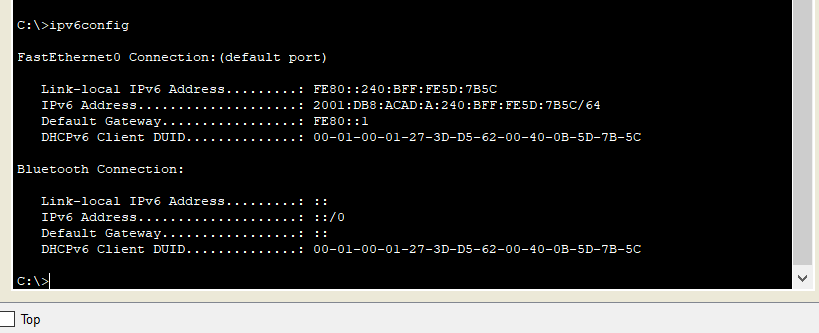 C:\>ipv6config
FastEthernet0 Connection:(default port)
Link-local IPv6 Address.........: FE80::240:BFF:FE5D:7B5C
IPv6 Address....................: 2001:DB8:ACAD:A:240:BFF:FE5D:7B5C/64
Default Gateway.................: FE80::1
DHCPv6 Client DUID..............: 00-01-00-01-27-3D-D5-62-00-40-0B-5D-7B-5C
Bluetooth Connection:
Link-local IPv6 Address.........: ::
IPv6 Address....................: ::/0
Default Gateway.................: ::
DHCPv6 Client DUID..............: 00-01-00-01-27-3D-D5-62-00-40-0B-5D-7B-5C
C:\>
Top